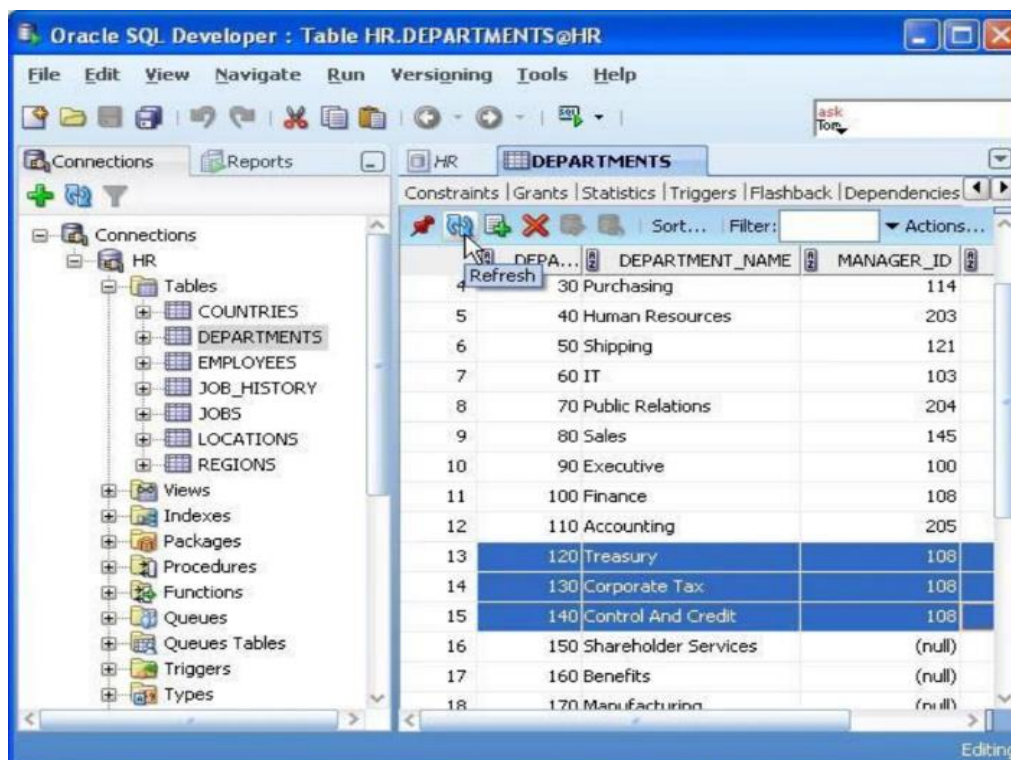 Oracle SQL Developer : Table HR.DEPARTMENTS@HR
File Edit View Navigate Run Versioning Tools Help
ask
Tom
Connections Reports
HR DEPARTMENTS
Constraints |Grants |Statistics |Triggers |Flashback |Dependencies
Sort... Filter: Actions...
Refresh
DEPA... DEPARTMENT_NAME MANAGER_ID
Connections
HR
Tables
COUNTRIES
DEPARTMENTS
EMPLOYEES
JOB_HISTORY
JOBS
LOCATIONS
REGIONS
Views
Indexes
Packages
Procedures
Functions
Queues
Queues Tables
Triggers
Types
4 30 Purchasing 114
5 40 Human Resources 203
6 50 Shipping 121
7 60 IT 103
8 70 Public Relations 204
9 80 Sales 145
10 90 Executive 100
11 100 Finance 108
12 110 Accounting 205
13 120 Treasury 108
14 130 Corporate Tax 108
15 140 Control And Credit 108
16 150 Shareholder Services (null)
17 160 Benefits (null)
18 170 Manufacturing (null)
Editing